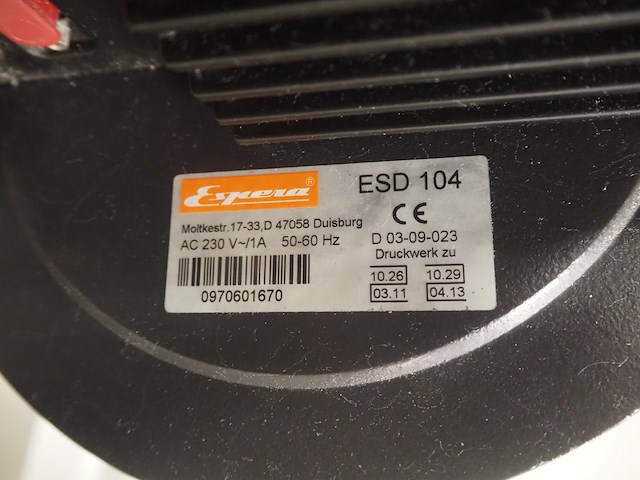 Espera®
ESD 104
CE
Moltkestr.17-33,D 47058 Duisburg
AC 230 V~/1A 50-60 Hz
D 03-09-023
Druckwerk zu
10.26 10.29
03.11 04.13
0970601670